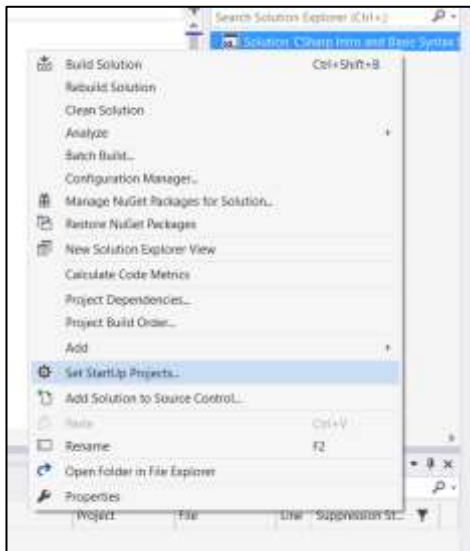 Search Solution Explorer (Ctrl+;)
Solution 'CSharp Intro and Basic Syntax
Build Solution Ctrl+Shift+B
Rebuild Solution
Clean Solution
Analyze
Batch Build...
Configuration Manager...
Manage NuGet Packages for Solution...
Restore NuGet Packages
New Solution Explorer View
Calculate Code Metrics
Project Dependencies...
Project Build Order...
Add
Set StartUp Projects...
Add Solution to Source Control...
Paste Ctrl+V
Rename F2
Open Folder in File Explorer
Properties
Project File Line Suppression St...